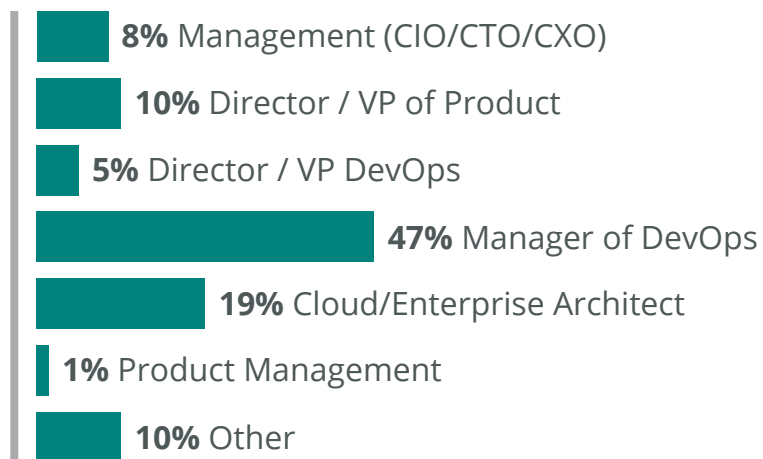 8% Management (CIO/CTO/CXO)
10% Director / VP of Product
5% Director / VP DevOps
47% Manager of DevOps
19% Cloud/Enterprise Architect
1% Product Management
10% Other